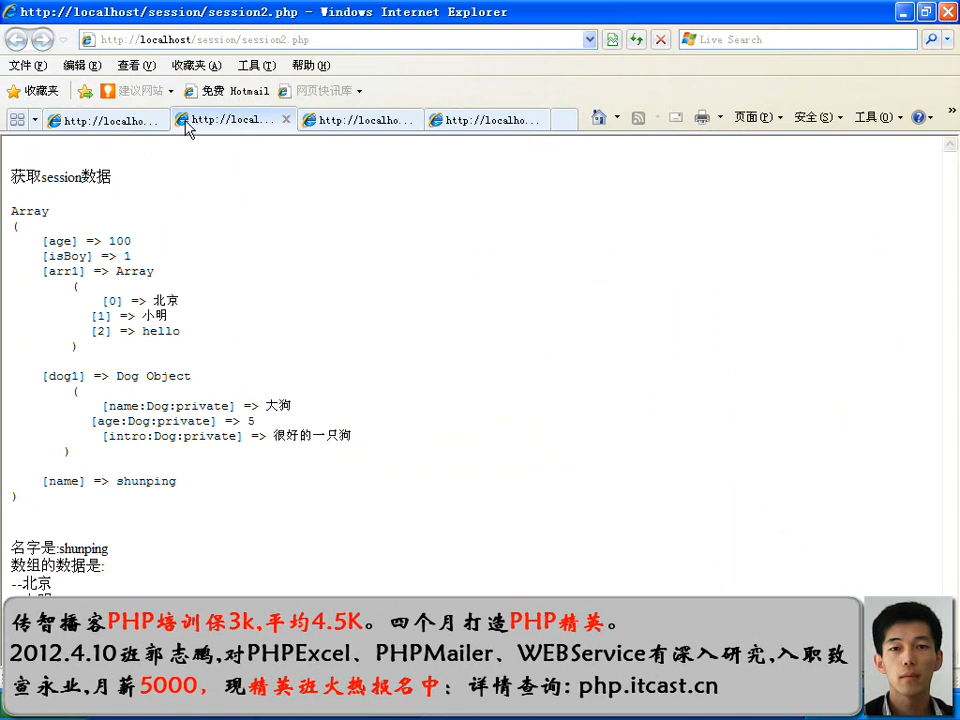 http://localhost/session/session2.php - Windows Internet Explorer
http://localhost/session/session2.php
Live Search
文件(F) 编辑(E) 查看(V) 收藏夹(A) 工具(T) 帮助(H)
收藏夹 建议网站 免费 Hotmail 网页快讯库
http://localho... http://local... http://localho... http://localho... 页面(P) 安全(S) 工具(O) »
获取session数据
Array
(
[age] => 100
[isBoy] => 1
[arr1] => Array
(
[0] => 北京
[1] => 小明
[2] => hello
)
[dog1] => Dog Object
(
[name:Dog:private] => 大狗
[age:Dog:private] => 5
[intro:Dog:private] => 很好的一只狗
)
[name] => shunping
)
名字是:shunping
数组的数据是:
--北京
传智播客PHP培训保3k,平均4.5K。四个月打造PHP精英。
2012.4.10班郭志鹏,对PHPExcel、PHPMailer、WEBService有深入研究,入职致
宣永业,月薪5000，现精英班火热报名中；详情查询: php.itcast.cn